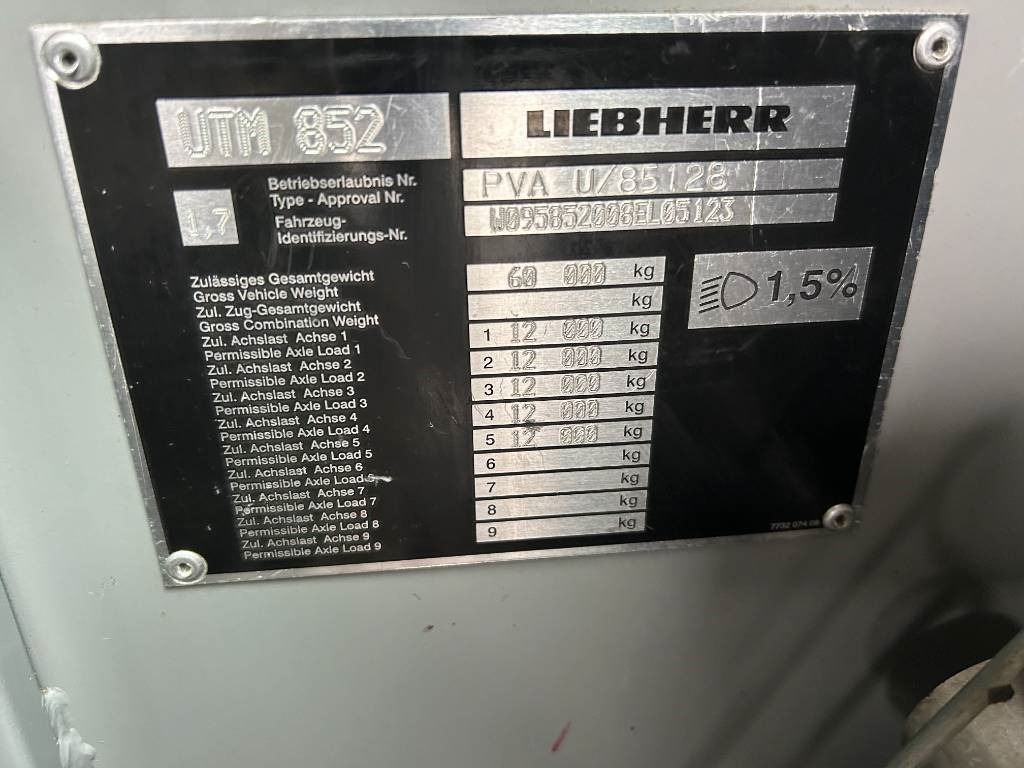 UTM 852
LIEBHERR
1,7
Betriebserlaubnis Nr.
Type - Approval Nr.
PVA U/85128
Fahrzeug-
Identifizierungs-Nr.
W095852008EL05123
Zulässiges Gesamtgewicht
Gross Vehicle Weight
60 000 kg
Zul. Zug-Gesamtgewicht
Gross Combination Weight
kg
Zul. Achslast Achse 1
Permissible Axle Load 1
1 12 000 kg
Zul. Achslast Achse 2
Permissible Axle Load 2
2 12 000 kg
Zul. Achslast Achse 3
Permissible Axle Load 3
3 12 000 kg
Zul. Achslast Achse 4
Permissible Axle Load 4
4 12 000 kg
Zul. Achslast Achse 5
Permissible Axle Load 5
5 12 000 kg
Zul. Achslast Achse 6
Permissible Axle Load 6
6 kg
Zul. Achslast Achse 7
Permissible Axle Load 7
7 kg
Zul. Achslast Achse 8
Permissible Axle Load 8
8 kg
Zul. Achslast Achse 9
Permissible Axle Load 9
9 kg
1,5%
7732 074 08